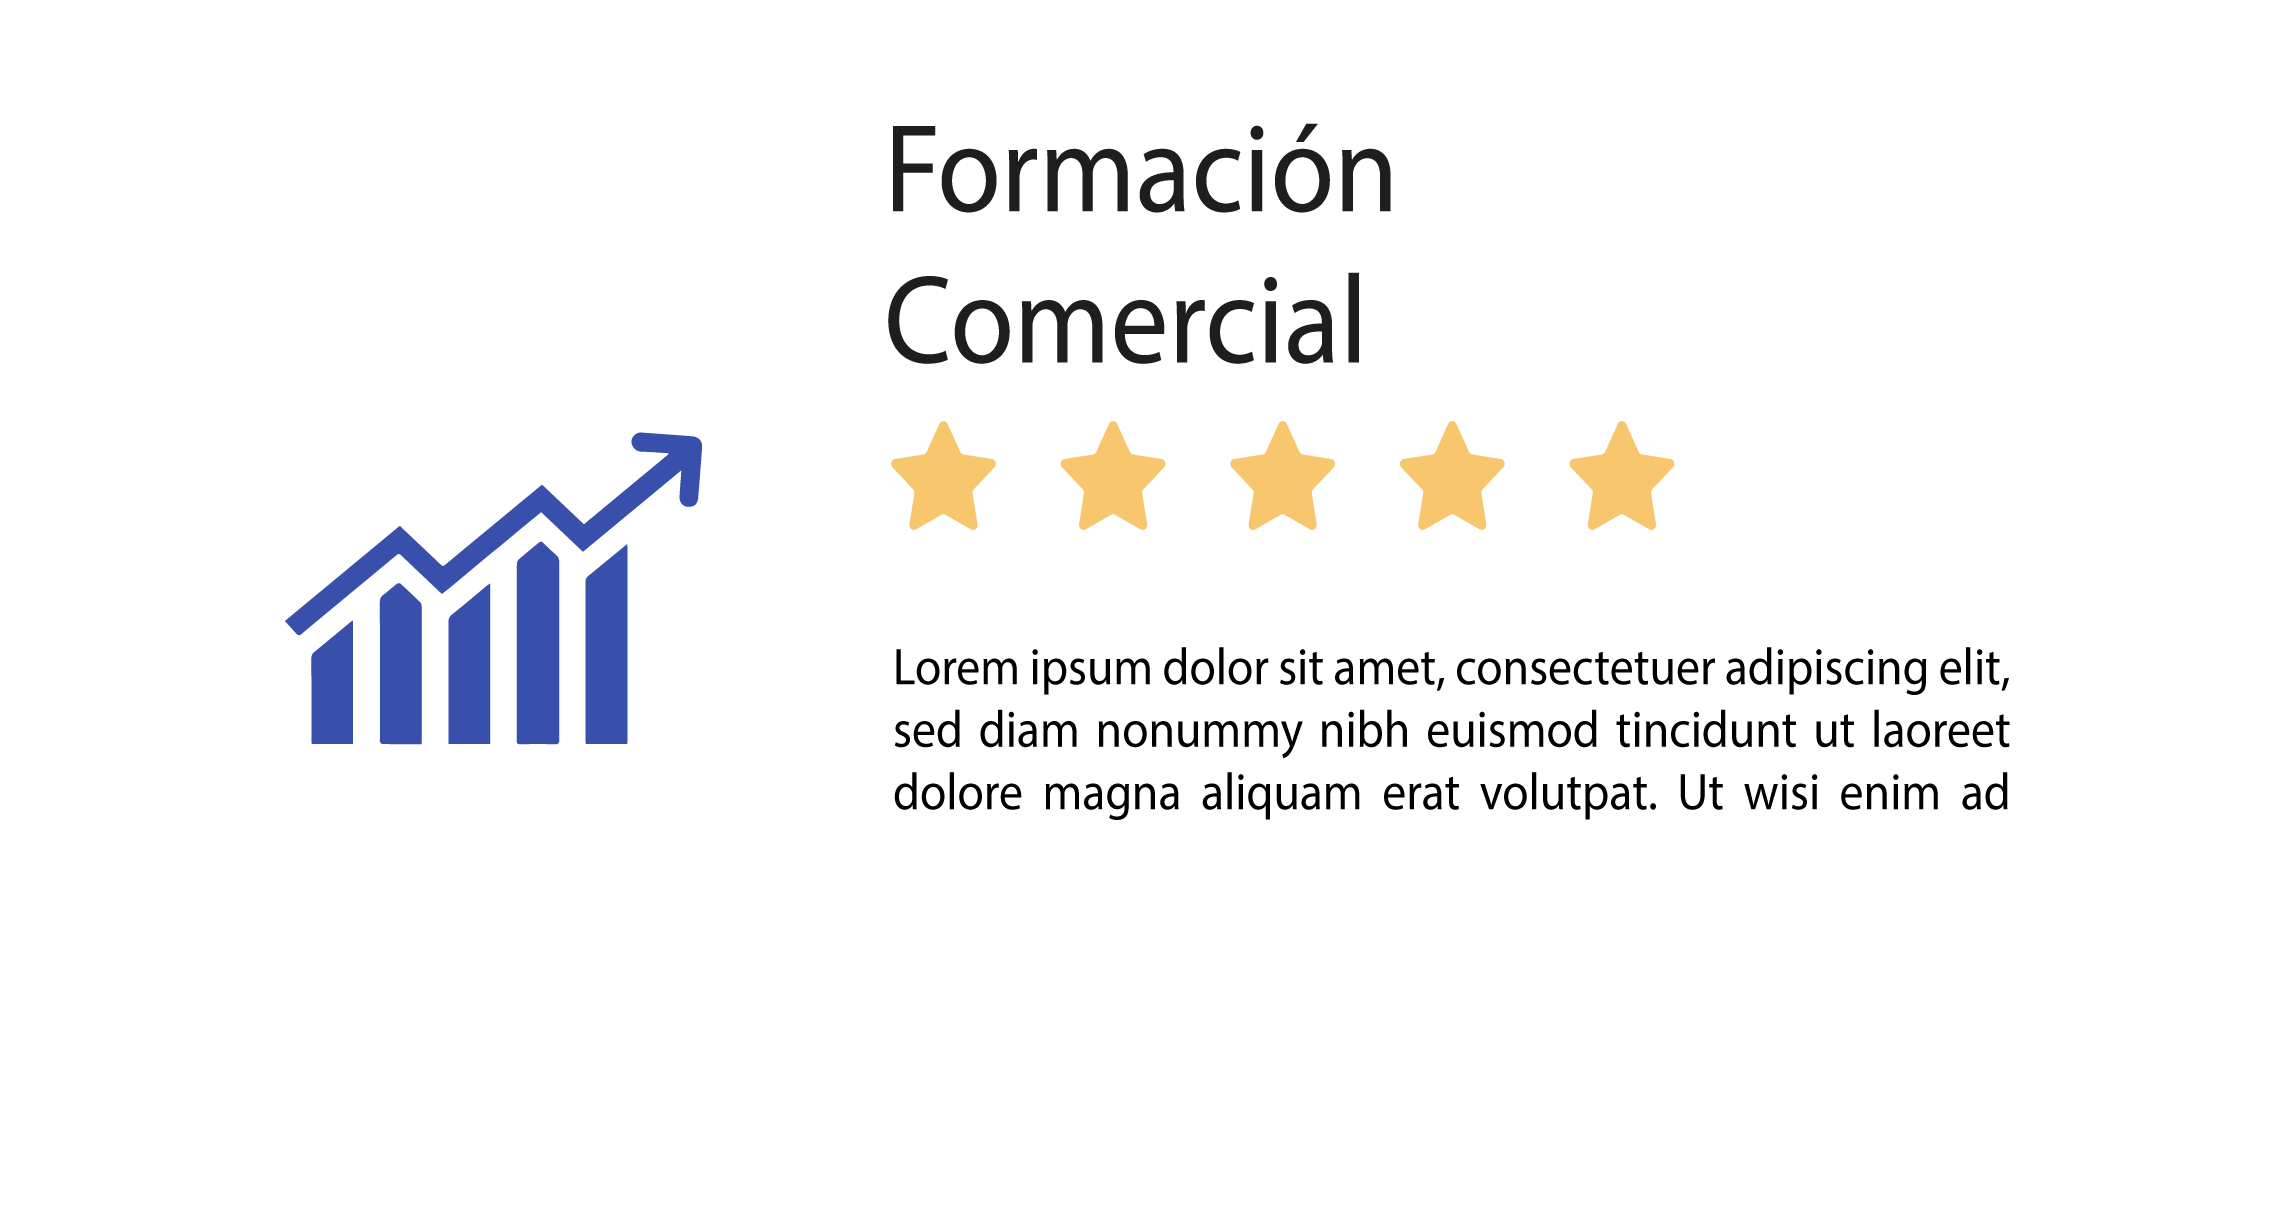 Formación
Comercial
Lorem ipsum dolor sit amet, consectetuer adipiscing elit,
sed diam nonummy nibh euismod tincidunt ut laoreet
dolore magna aliquam erat volutpat. Ut wisi enim ad